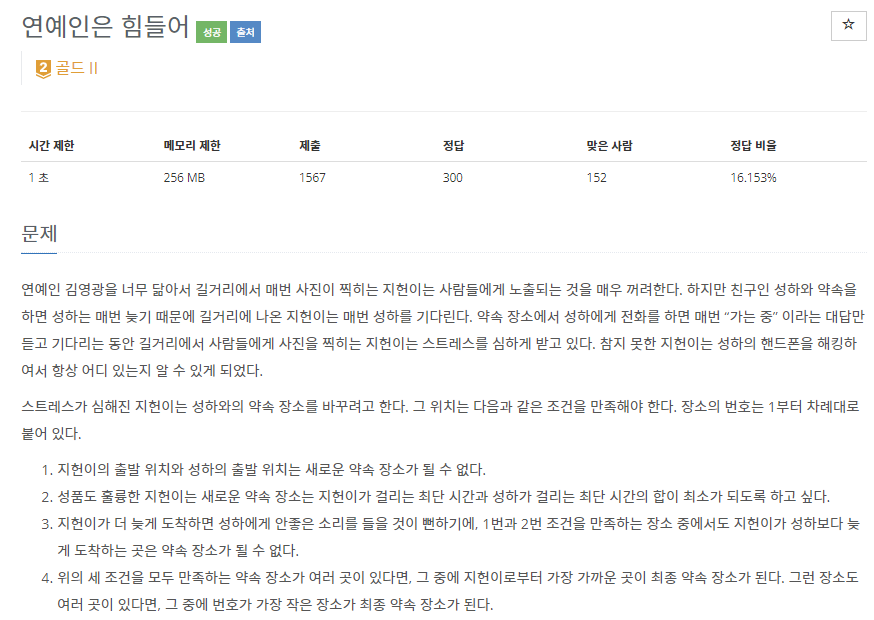 연예인은 힘들어 성공 출처
☆
2 골드 II
시간 제한 메모리 제한 제출 정답 맞은 사람 정답 비율
1 초 256 MB 1567 300 152 16.153%
문제
연예인 김영광을 너무 닮아서 길거리에서 매번 사진이 찍히는 지헌이는 사람들에게 노출되는 것을 매우 꺼려한다. 하지만 친구인 성하와 약속을
하면 성하는 매번 늦기 때문에 길거리에 나온 지헌이는 매번 성하를 기다린다. 약속 장소에서 성하에게 전화를 하면 매번 “가는 중” 이라는 대답만
듣고 기다리는 동안 길거리에서 사람들에게 사진을 찍히는 지헌이는 스트레스를 심하게 받고 있다. 참지 못한 지헌이는 성하의 핸드폰을 해킹하
여서 항상 어디 있는지 알 수 있게 되었다.
스트레스가 심해진 지헌이는 성하와의 약속 장소를 바꾸려고 한다. 그 위치는 다음과 같은 조건을 만족해야 한다. 장소의 번호는 1부터 차례대로
붙어 있다.
1. 지헌이의 출발 위치와 성하의 출발 위치는 새로운 약속 장소가 될 수 없다.
2. 성품도 훌륭한 지헌이는 새로운 약속 장소는 지헌이가 걸리는 최단 시간과 성하가 걸리는 최단 시간의 합이 최소가 되도록 하고 싶다.
3. 지헌이가 더 늦게 도착하면 성하에게 안좋은 소리를 들을 것이 뻔하기에, 1번과 2번 조건을 만족하는 장소 중에서도 지헌이가 성하보다 늦
게 도착하는 곳은 약속 장소가 될 수 없다.
4. 위의 세 조건을 모두 만족하는 약속 장소가 여러 곳이 있다면, 그 중에 지헌이로부터 가장 가까운 곳이 최종 약속 장소가 된다. 그런 장소도
여러 곳이 있다면, 그 중에 번호가 가장 작은 장소가 최종 약속 장소가 된다.